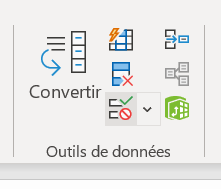 Convertir
Outils de données